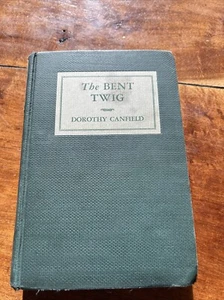 The BENT
TWIG
DOROTHY CANFIELD